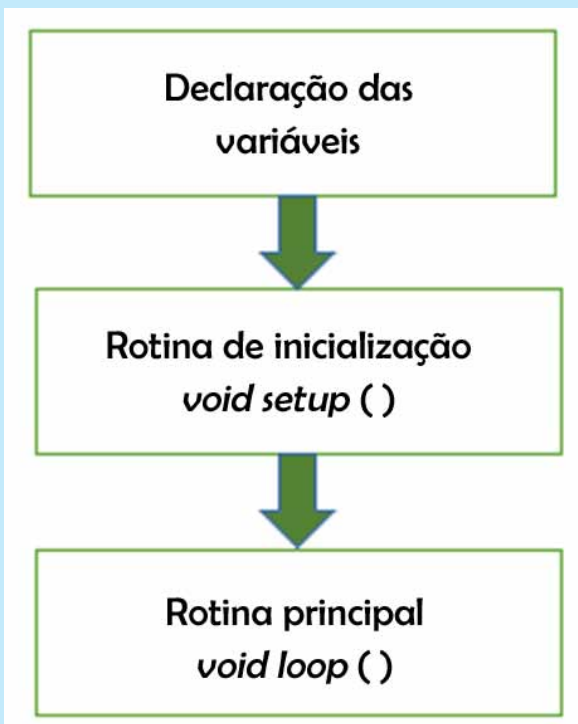 Declaração das
variáveis
Rotina de inicialização
void setup ( )
Rotina principal
void loop ( )